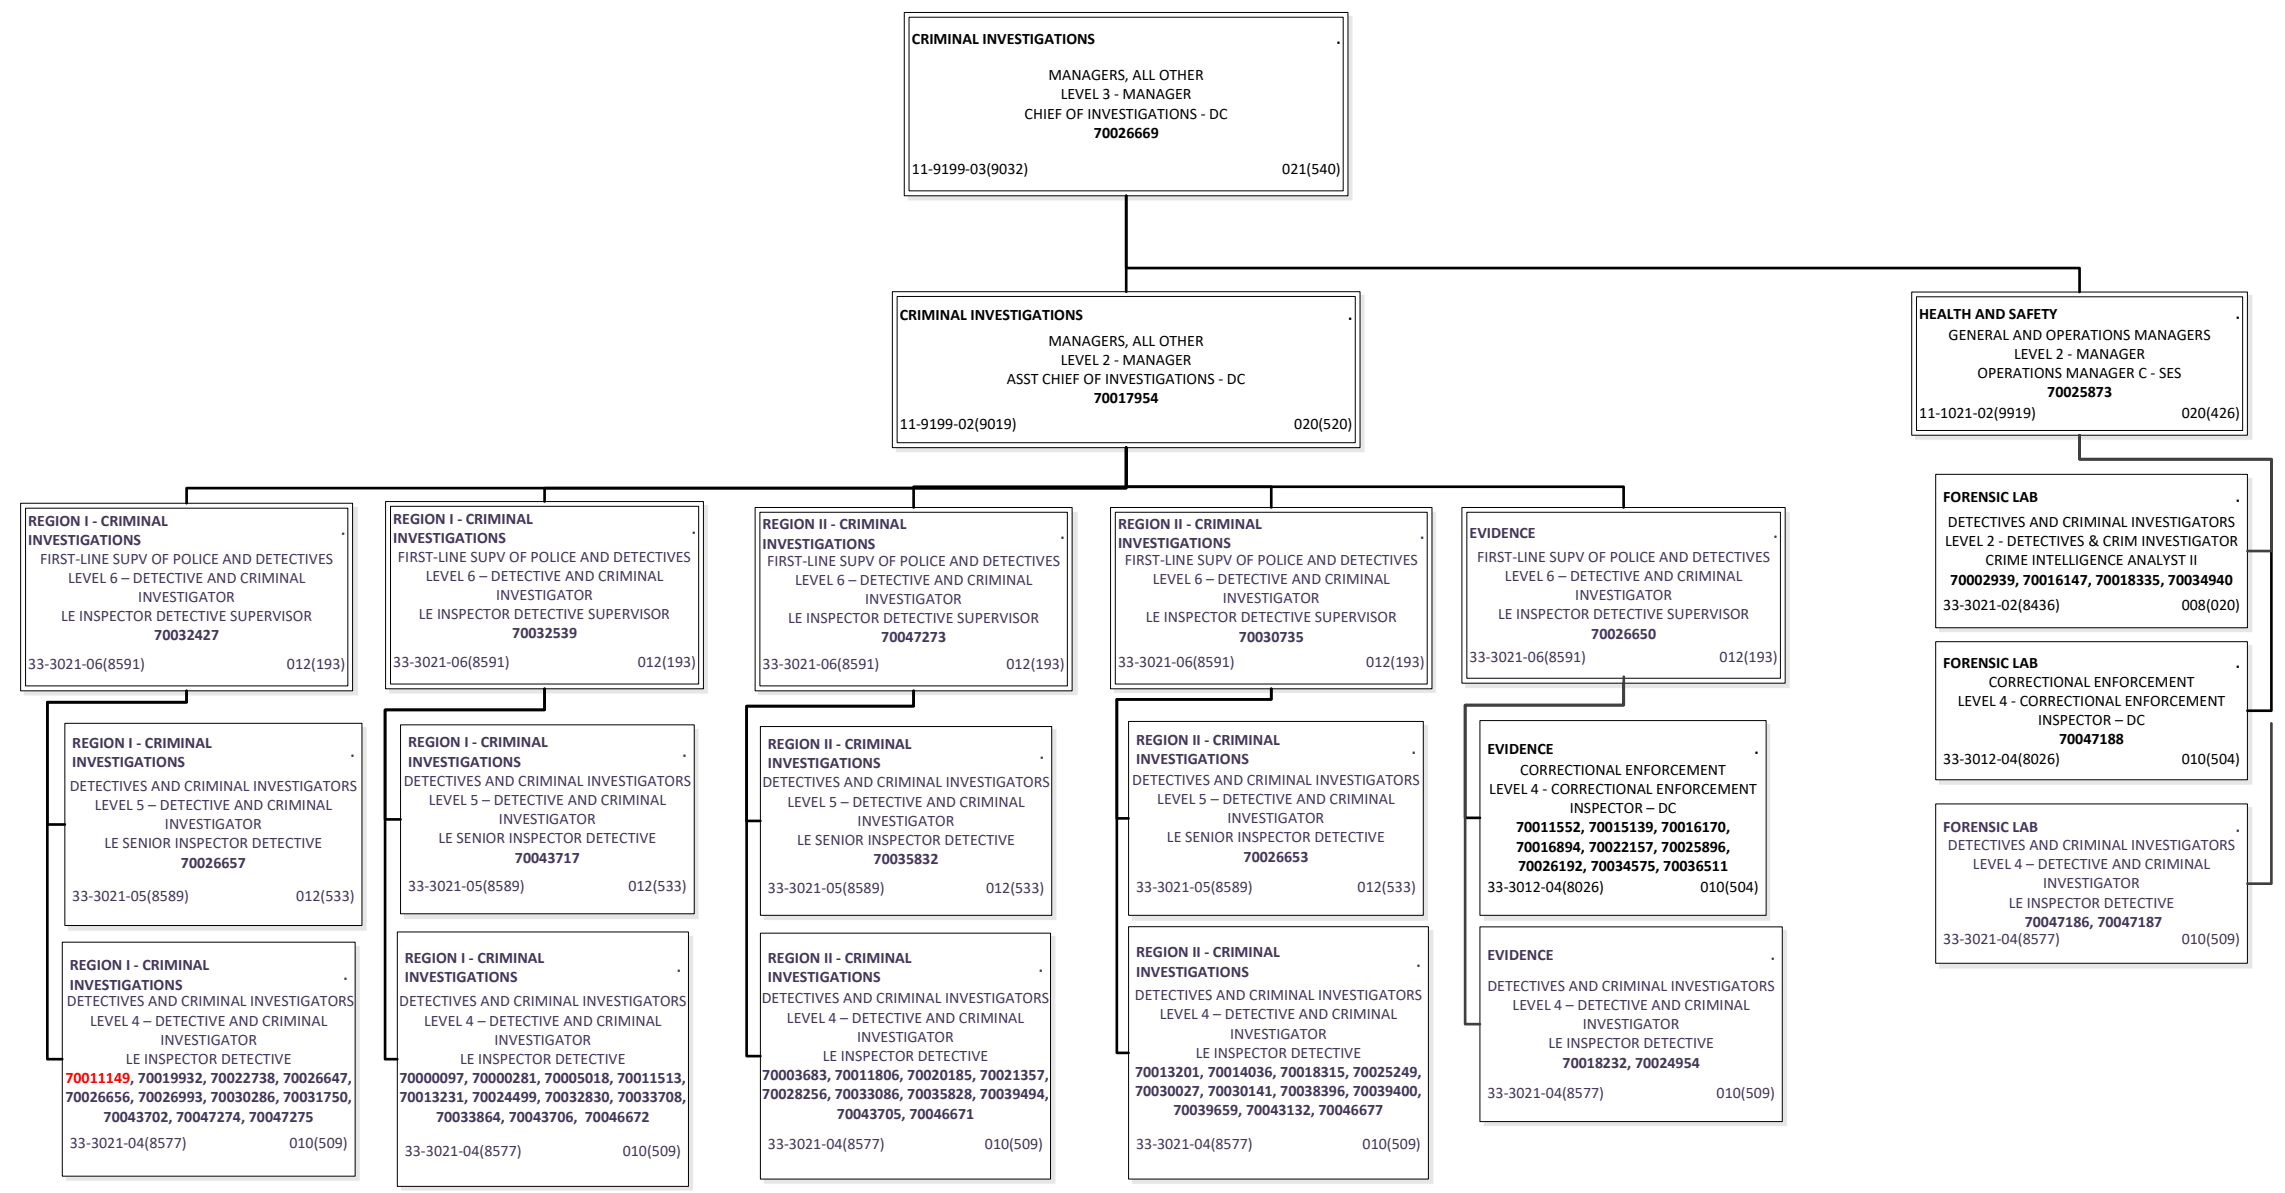 CRIMINAL INVESTIGATIONS .
MANAGERS, ALL OTHER
LEVEL 3 - MANAGER
CHIEF OF INVESTIGATIONS - DC
70026669
11-9199-03(9032) 021(540)
CRIMINAL INVESTIGATIONS .
MANAGERS, ALL OTHER
LEVEL 2 - MANAGER
ASST CHIEF OF INVESTIGATIONS - DC
70017954
11-9199-02(9019) 020(520)
HEALTH AND SAFETY .
GENERAL AND OPERATIONS MANAGERS
LEVEL 2 - MANAGER
OPERATIONS MANAGER C - SES
70025873
11-1021-02(9919) 020(426)
REGION I - CRIMINAL
INVESTIGATIONS .
FIRST-LINE SUPV OF POLICE AND DETECTIVES
LEVEL 6 – DETECTIVE AND CRIMINAL
INVESTIGATOR
LE INSPECTOR DETECTIVE SUPERVISOR
70032427
33-3021-06(8591) 012(193)
REGION I - CRIMINAL
INVESTIGATIONS .
FIRST-LINE SUPV OF POLICE AND DETECTIVES
LEVEL 6 – DETECTIVE AND CRIMINAL
INVESTIGATOR
LE INSPECTOR DETECTIVE SUPERVISOR
70032539
33-3021-06(8591) 012(193)
REGION II - CRIMINAL
INVESTIGATIONS .
FIRST-LINE SUPV OF POLICE AND DETECTIVES
LEVEL 6 – DETECTIVE AND CRIMINAL
INVESTIGATOR
LE INSPECTOR DETECTIVE SUPERVISOR
70047273
33-3021-06(8591) 012(193)
REGION II - CRIMINAL
INVESTIGATIONS .
FIRST-LINE SUPV OF POLICE AND DETECTIVES
LEVEL 6 – DETECTIVE AND CRIMINAL
INVESTIGATOR
LE INSPECTOR DETECTIVE SUPERVISOR
70030735
33-3021-06(8591) 012(193)
EVIDENCE .
FIRST-LINE SUPV OF POLICE AND DETECTIVES
LEVEL 6 – DETECTIVE AND CRIMINAL
INVESTIGATOR
LE INSPECTOR DETECTIVE SUPERVISOR
70026650
33-3021-06(8591) 012(193)
FORENSIC LAB .
DETECTIVES AND CRIMINAL INVESTIGATORS
LEVEL 2 - DETECTIVES & CRIM INVESTIGATOR
CRIME INTELLIGENCE ANALYST II
70002939, 70016147, 70018335, 70034940
33-3021-02(8436) 008(020)
FORENSIC LAB .
CORRECTIONAL ENFORCEMENT
LEVEL 4 - CORRECTIONAL ENFORCEMENT
INSPECTOR – DC
70047188
33-3012-04(8026) 010(504)
FORENSIC LAB .
DETECTIVES AND CRIMINAL INVESTIGATORS
LEVEL 4 – DETECTIVE AND CRIMINAL
INVESTIGATOR
LE INSPECTOR DETECTIVE
70047186, 70047187
33-3021-04(8577) 010(509)
REGION I - CRIMINAL
INVESTIGATIONS .
DETECTIVES AND CRIMINAL INVESTIGATORS
LEVEL 5 – DETECTIVE AND CRIMINAL
INVESTIGATOR
LE SENIOR INSPECTOR DETECTIVE
70026657
33-3021-05(8589) 012(533)
REGION I - CRIMINAL
INVESTIGATIONS .
DETECTIVES AND CRIMINAL INVESTIGATORS
LEVEL 5 – DETECTIVE AND CRIMINAL
INVESTIGATOR
LE SENIOR INSPECTOR DETECTIVE
70043717
33-3021-05(8589) 012(533)
REGION II - CRIMINAL
INVESTIGATIONS .
DETECTIVES AND CRIMINAL INVESTIGATORS
LEVEL 5 – DETECTIVE AND CRIMINAL
INVESTIGATOR
LE SENIOR INSPECTOR DETECTIVE
70035832
33-3021-05(8589) 012(533)
REGION II - CRIMINAL
INVESTIGATIONS .
DETECTIVES AND CRIMINAL INVESTIGATORS
LEVEL 5 – DETECTIVE AND CRIMINAL
INVESTIGATOR
LE SENIOR INSPECTOR DETECTIVE
70026653
33-3021-05(8589) 012(533)
EVIDENCE .
CORRECTIONAL ENFORCEMENT
LEVEL 4 - CORRECTIONAL ENFORCEMENT
INSPECTOR – DC
70011552, 70015139, 70016170,
70016894, 70022157, 70025896,
70026192, 70034575, 70036511
33-3012-04(8026) 010(504)
REGION I - CRIMINAL
INVESTIGATIONS .
DETECTIVES AND CRIMINAL INVESTIGATORS
LEVEL 4 – DETECTIVE AND CRIMINAL
INVESTIGATOR
LE INSPECTOR DETECTIVE
70011149, 70019932, 70022738, 70026647,
70026656, 70026993, 70030286, 70031750,
70043702, 70047274, 70047275
33-3021-04(8577) 010(509)
REGION I - CRIMINAL
INVESTIGATIONS .
DETECTIVES AND CRIMINAL INVESTIGATORS
LEVEL 4 – DETECTIVE AND CRIMINAL
INVESTIGATOR
LE INSPECTOR DETECTIVE
70000097, 70000281, 70005018, 70011513,
70013231, 70024499, 70032830, 70033708,
70033864, 70043706, 70046672
33-3021-04(8577) 010(509)
REGION II - CRIMINAL
INVESTIGATIONS .
DETECTIVES AND CRIMINAL INVESTIGATORS
LEVEL 4 – DETECTIVE AND CRIMINAL
INVESTIGATOR
LE INSPECTOR DETECTIVE
70003683, 70011806, 70020185, 70021357,
70028256, 70033086, 70035828, 70039494,
70043705, 70046671
33-3021-04(8577) 010(509)
REGION II - CRIMINAL
INVESTIGATIONS .
DETECTIVES AND CRIMINAL INVESTIGATORS
LEVEL 4 – DETECTIVE AND CRIMINAL
INVESTIGATOR
LE INSPECTOR DETECTIVE
70013201, 70014036, 70018315, 70025249,
70030027, 70030141, 70038396, 70039400,
70039659, 70043132, 70046677
33-3021-04(8577) 010(509)
EVIDENCE .
DETECTIVES AND CRIMINAL INVESTIGATORS
LEVEL 4 – DETECTIVE AND CRIMINAL
INVESTIGATOR
LE INSPECTOR DETECTIVE
70018232, 70024954
33-3021-04(8577) 010(509)